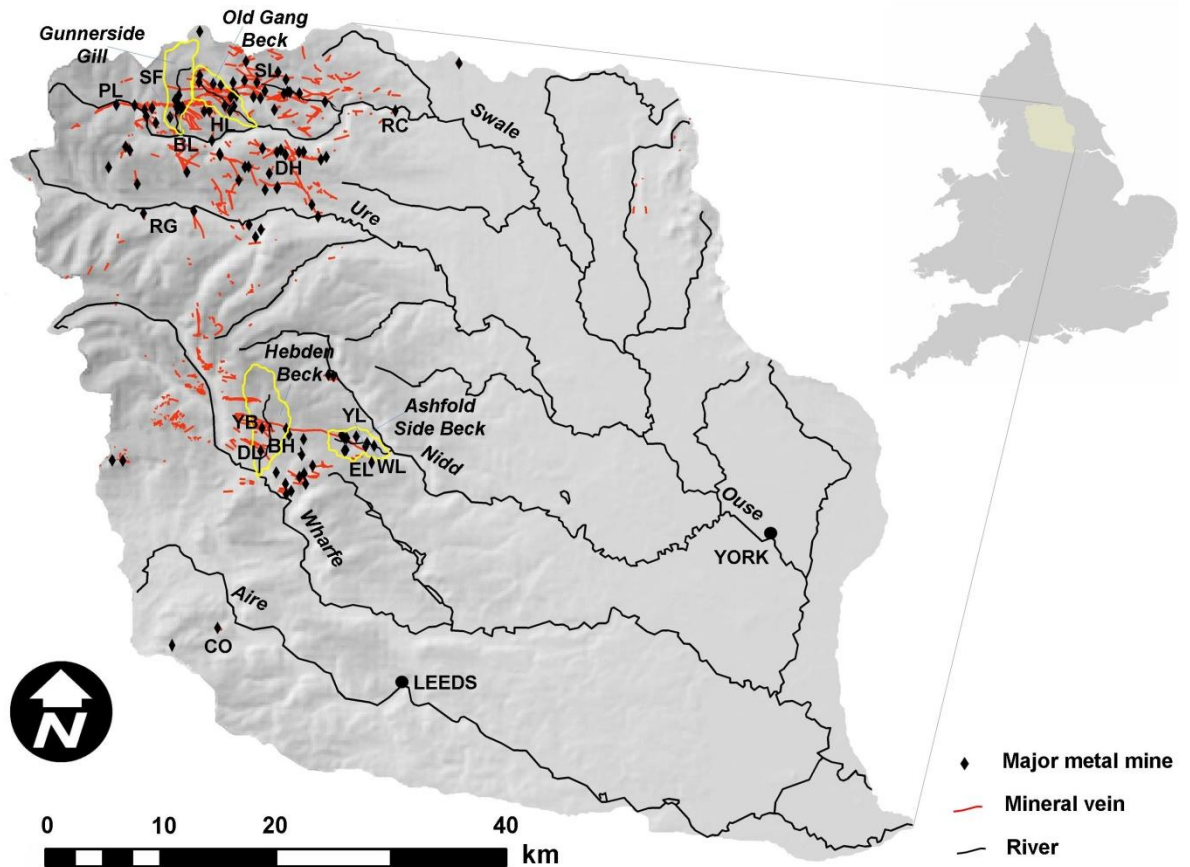 Old Gang
Beck
Gunnerside
Gill
SF
SL
PL
HL
BL
RC
Swale
DH
RG
Ure
Hebden
Beck
YL
Ashfold
Side Beck
YB
BH
DL
EL
WL
Nidd
Wharfe
Ouse
YORK
Aire
CO
LEEDS
N
0 10 20 40
km
Major metal mine
Mineral vein
River